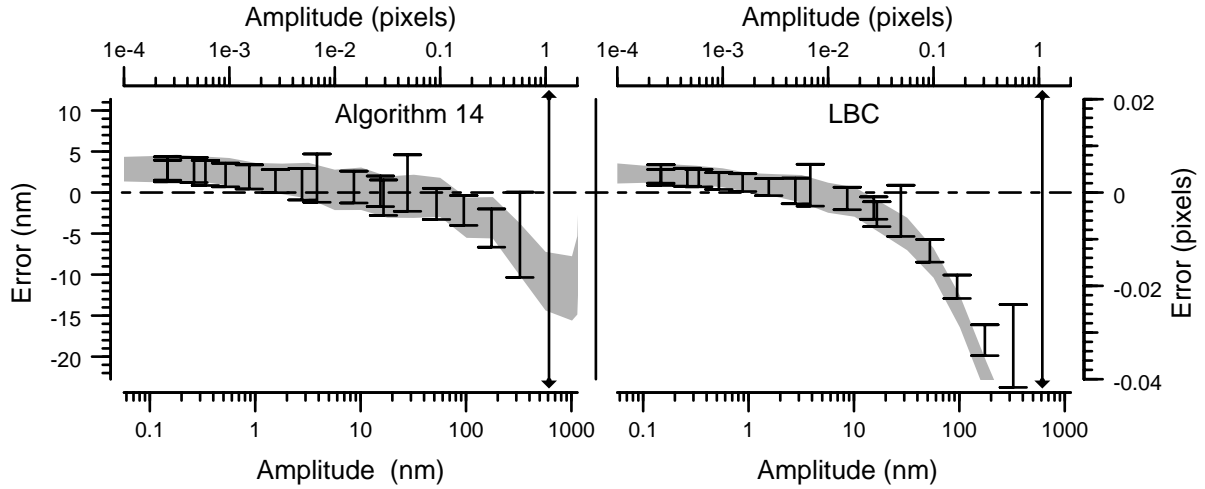 Amplitude (pixels) Amplitude (pixels)
1e-4 1e-3 1e-2 0.1 1 1e-4 1e-3 1e-2 0.1 1
Algorithm 14 LBC
10
5
0
-5
-10
-15
-20
Error (nm)
0.02
0
-0.02
-0.04
Error (pixels)
0.1 1 10 100 1000 0.1 1 10 100 1000
Amplitude (nm) Amplitude (nm)